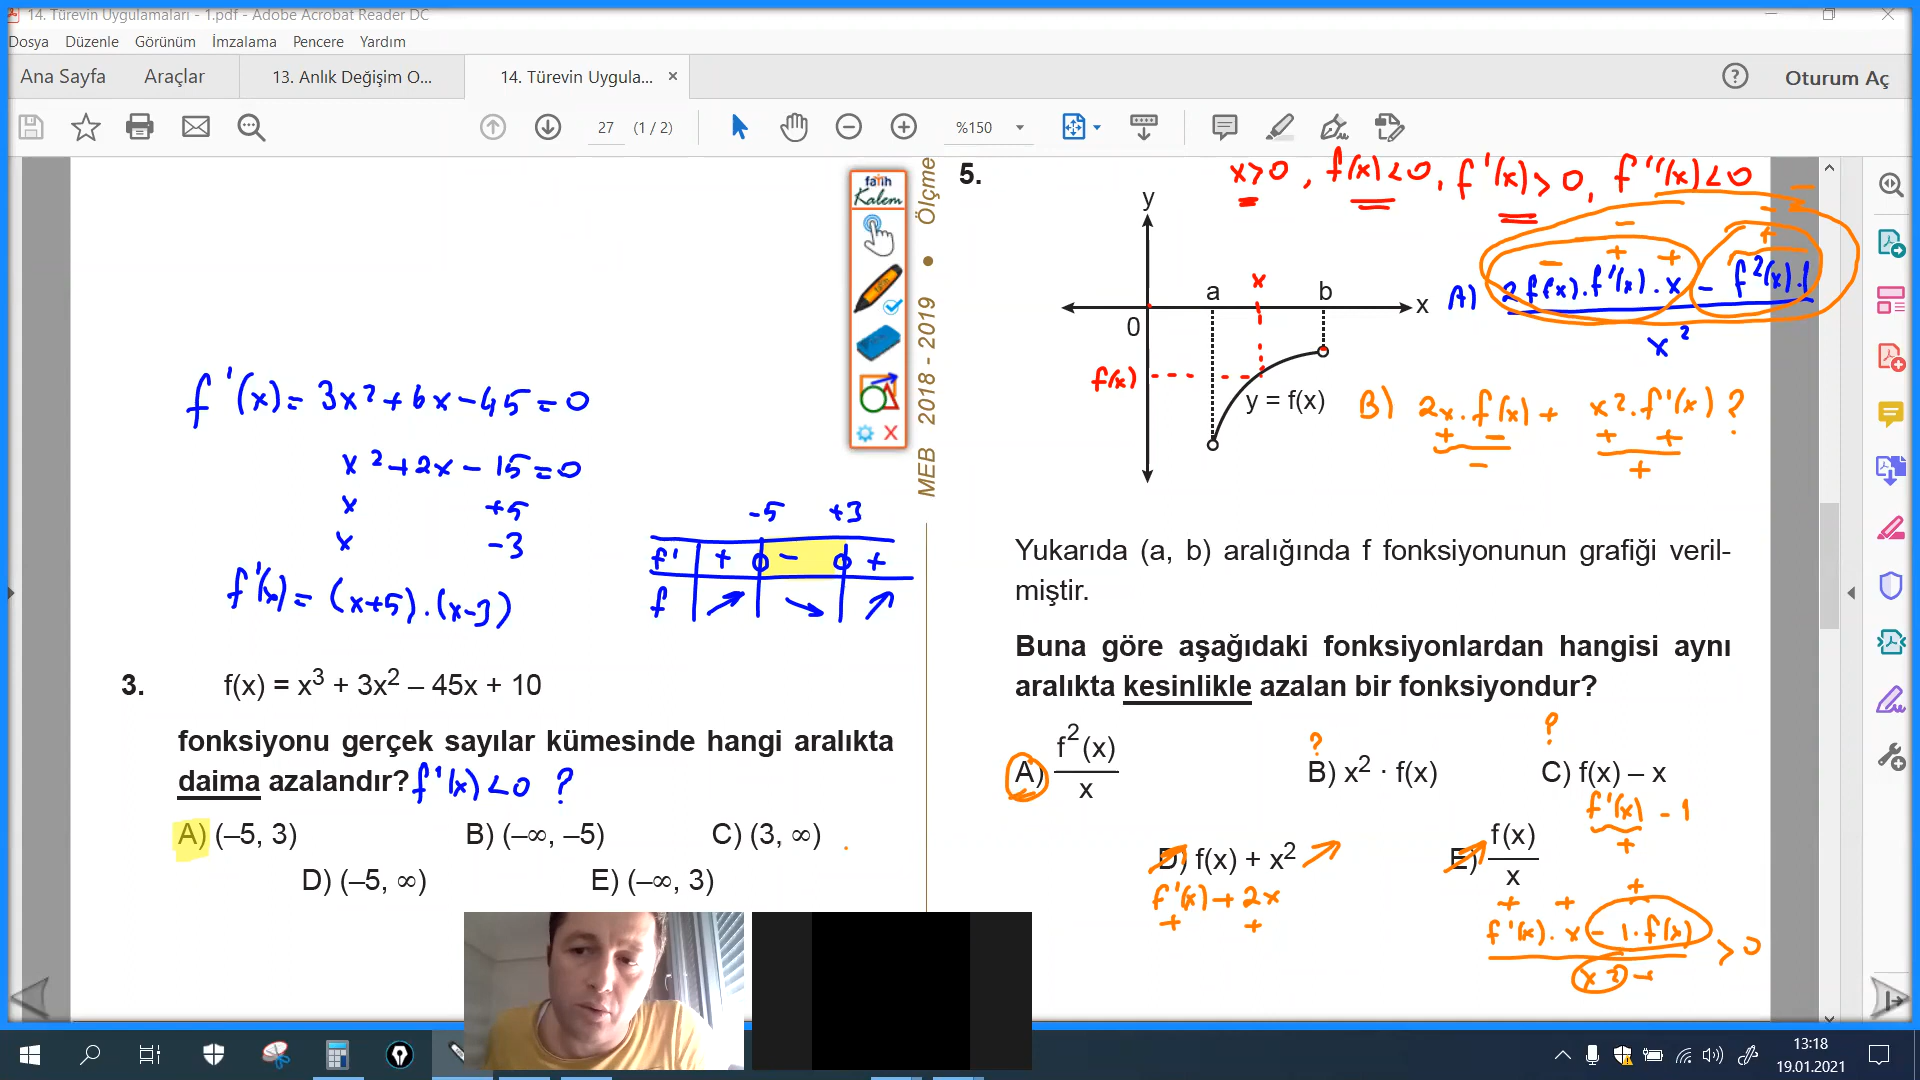 14. Türevin Uygulamaları - 1.pdf - Adobe Acrobat Reader DC
Dosya Düzenle Görünüm İmzalama Pencere Yardım
Ana Sayfa Araçlar 13. Anlık Değişim O... 14. Türevin Uygula... × Oturum Aç
27 (1 / 2) %150
fatih Kalem
MEB 2018 - 2019 • Ölçme
f'(x) = 3x² + 6x - 45 = 0
x² + 2x - 15 = 0
x +5
x -3
f'(x) = (x+5).(x-3)
-5 +3
f' + 0 - 0 +
f
3. f(x) = x³ + 3x² – 45x + 10
fonksiyonu gerçek sayılar kümesinde hangi aralıkta
daima azalandır? f'(x) < 0 ?
A) (–5, 3) B) (–∞, –5) C) (3, ∞)
D) (–5, ∞) E) (–∞, 3)
5. x>0, f(x)<0, f'(x)>0, f''(x)<0
y
a x b x
0
f(x)
y = f(x)
A) 2f(x).f'(x).x - f²(x).1
x²
B) 2x.f(x) + x².f'(x) ?
+ - + +
- +
Yukarıda (a, b) aralığında f fonksiyonunun grafiği veril-
miştir.
Buna göre aşağıdaki fonksiyonlardan hangisi aynı
aralıkta kesinlikle azalan bir fonksiyondur?
? ?
A) f²(x)/x B) x² · f(x) C) f(x) – x
f'(x) - 1
+
D) f(x) + x² E) f(x)/x
f'(x) + 2x
+ +
+ + +
f'(x).x - 1.f(x) > 0
x²
13:18
19.01.2021